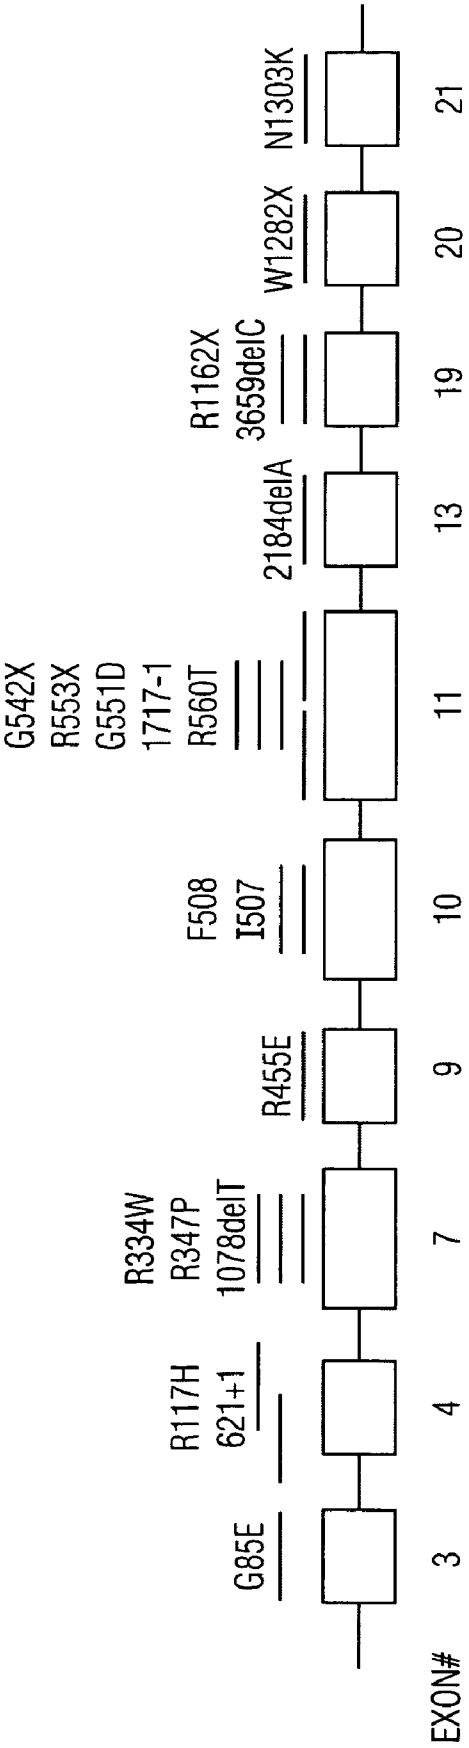 G85E
R117H
621+1
R334W
R347P
1078delT
R455E
F508
I507
G542X
R553X
G551D
1717-1
R560T
2184delA
R1162X
3659delC
W1282X
N1303K
EXON# 3 4 7 9 10 11 13 19 20 21